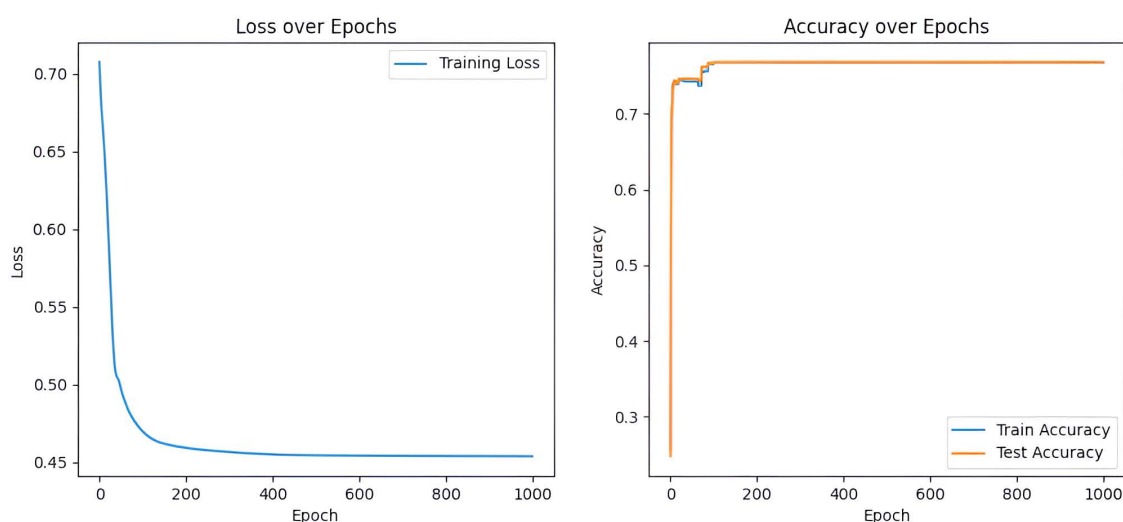 Loss over Epochs
Training Loss
0.70
0.65
0.60
0.55
0.50
0.45
Loss
0 200 400 600 800 1000
Epoch
Accuracy over Epochs
0.7
0.6
0.5
0.4
0.3
Accuracy
Train Accuracy
Test Accuracy
0 200 400 600 800 1000
Epoch